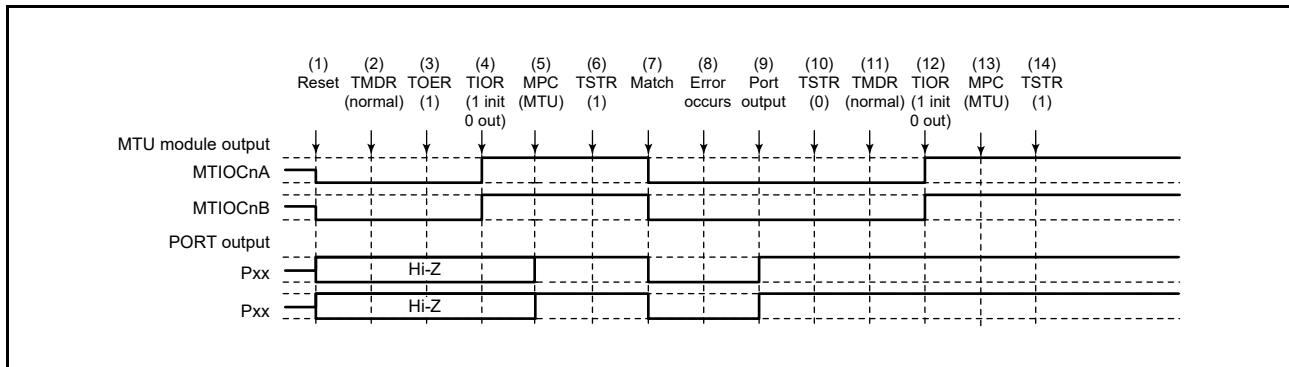 (1) (2) (3) (4) (5) (6) (7) (8) (9) (10) (11) (12) (13) (14)
Reset TMDR TOER TIOR MPC TSTR Match Error Port TSTR TMDR TIOR MPC TSTR
(normal) (1) (1 init (MTU) (1) occurs output (0) (normal) (1 init (MTU) (1)
0 out) 0 out)
MTU module output
MTIOCnA
MTIOCnB
PORT output
Pxx Hi-Z
Pxx Hi-Z